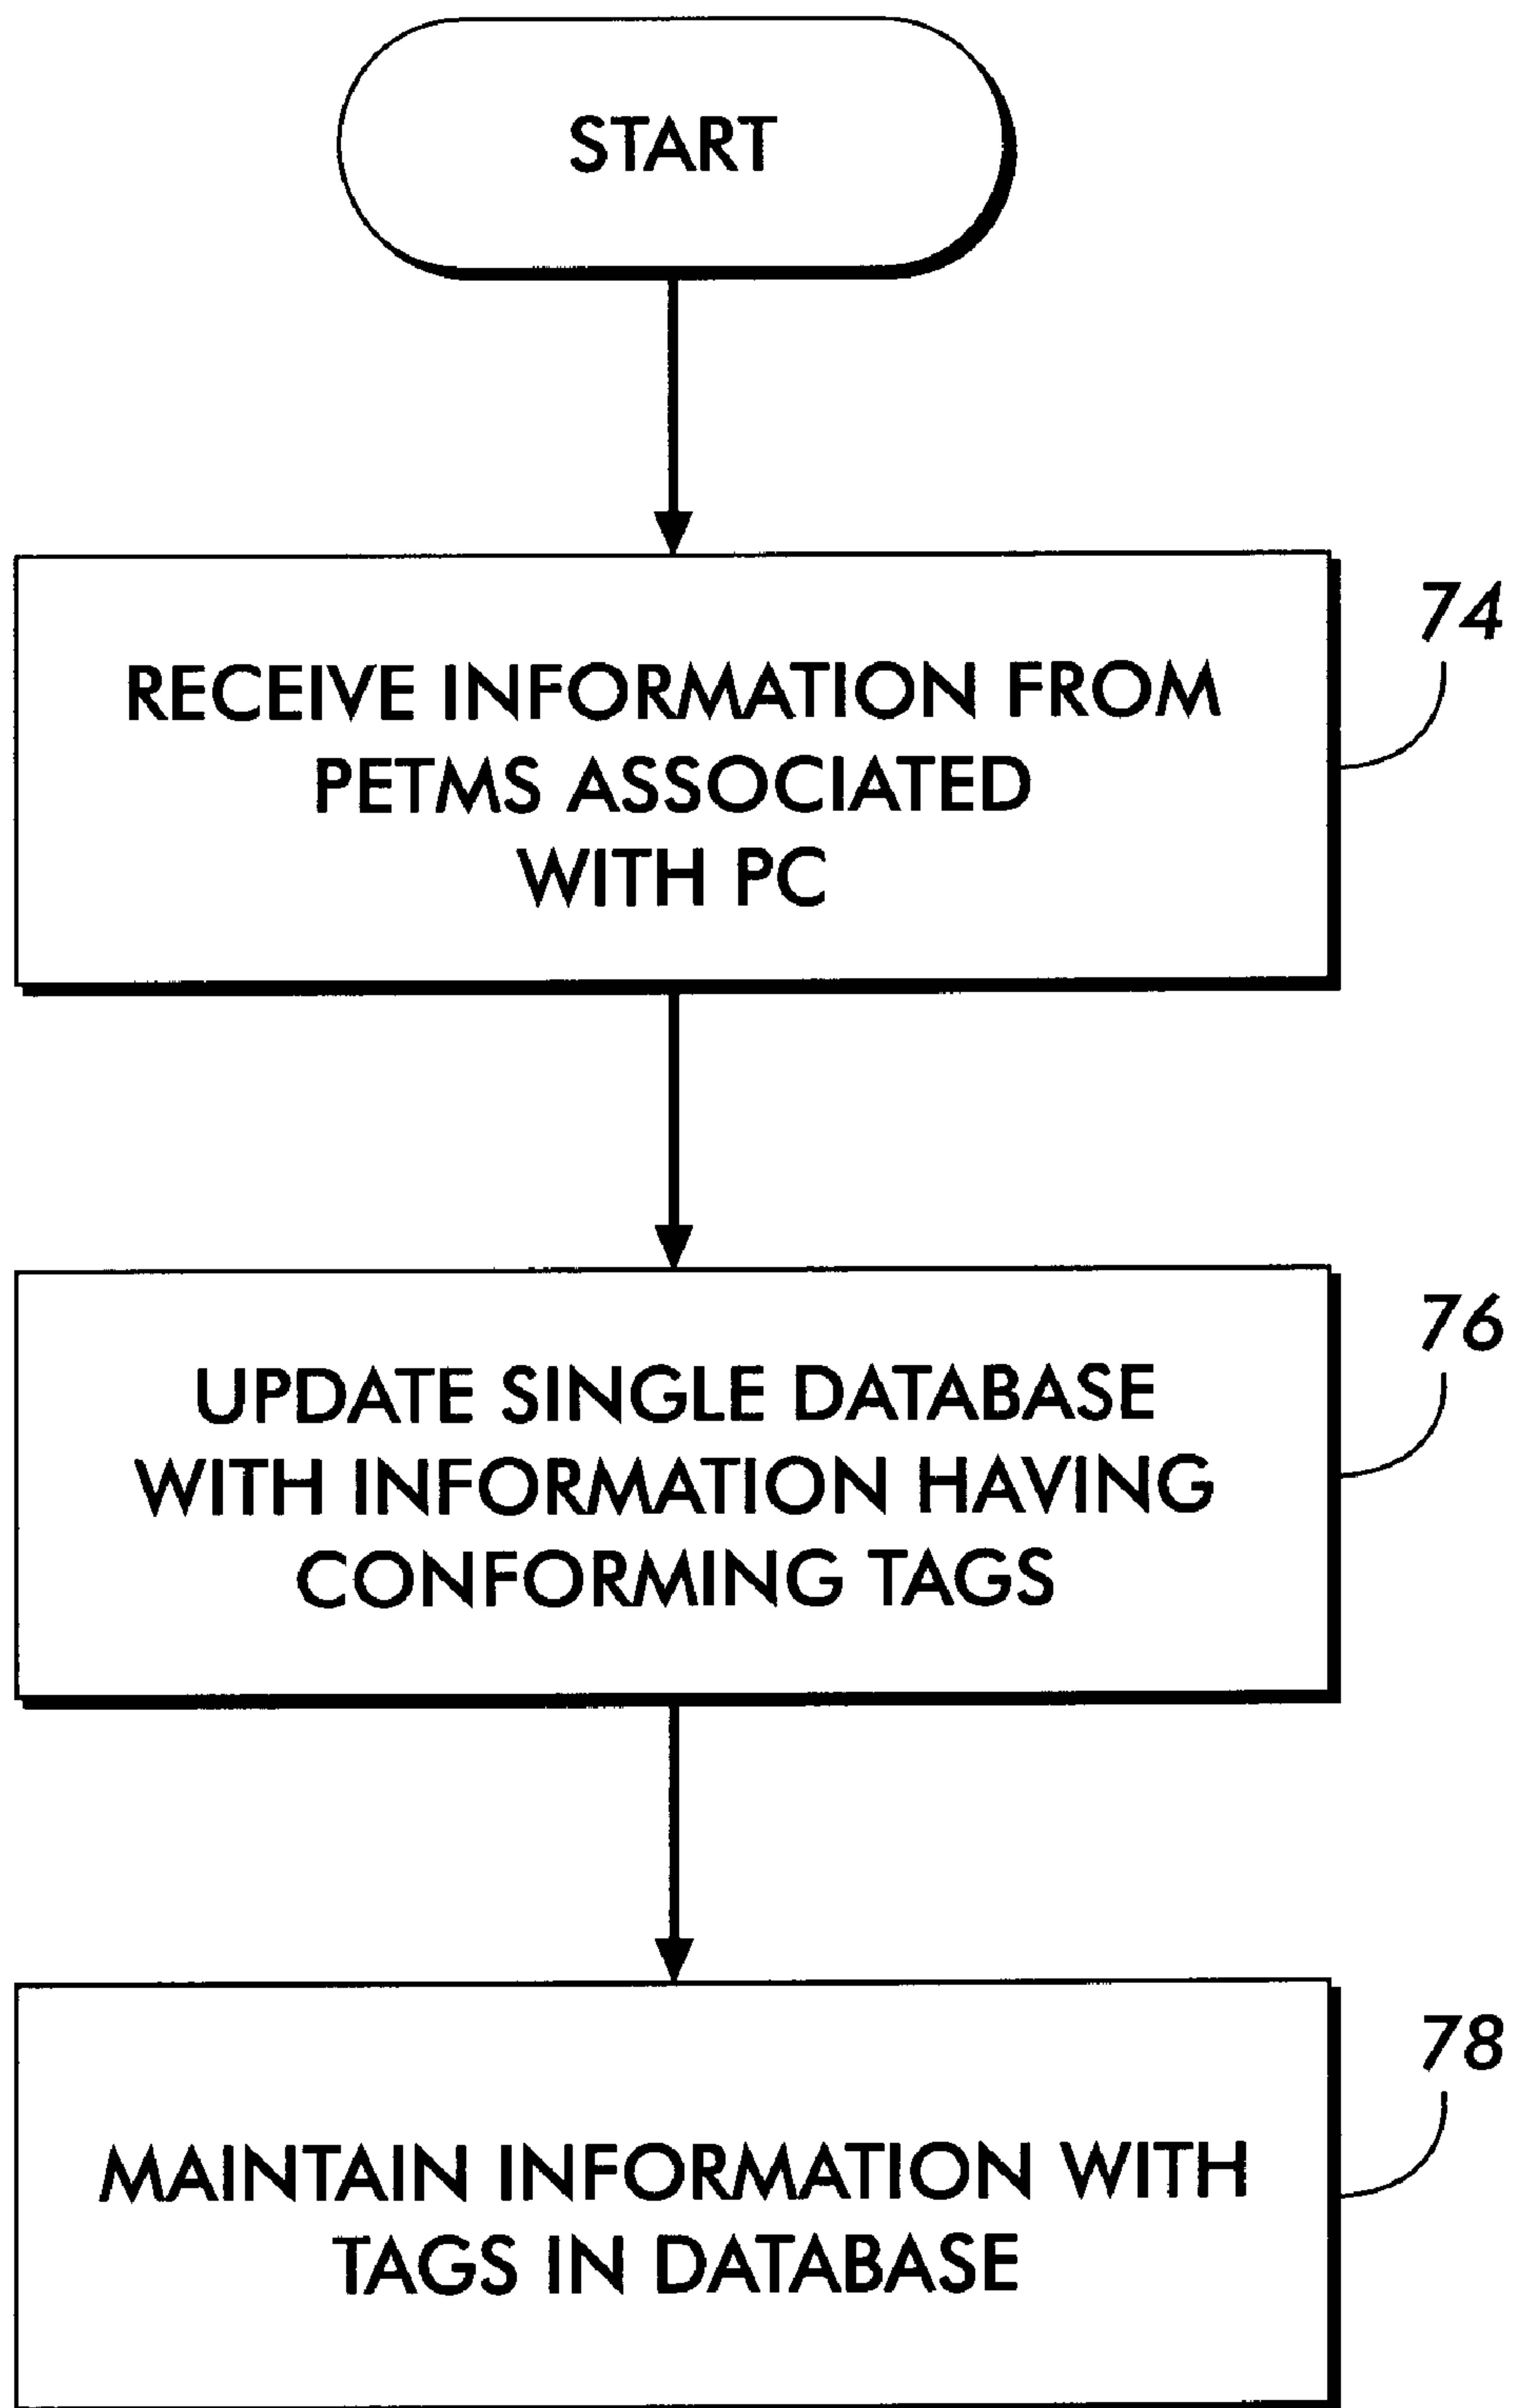 START
RECEIVE INFORMATION FROM
PETMS ASSOCIATED
WITH PC
74
UPDATE SINGLE DATABASE
WITH INFORMATION HAVING
CONFORMING TAGS
76
MAINTAIN INFORMATION WITH
TAGS IN DATABASE
78